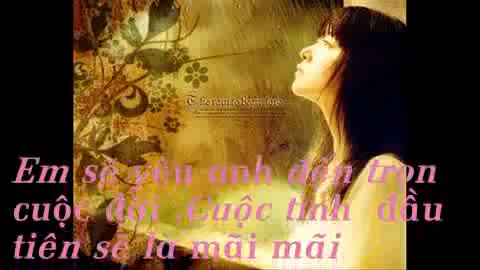 Em sẽ yêu anh đến trọn
cuộc đời .Cuộc tình đầu
tiên sẽ là mãi mãi